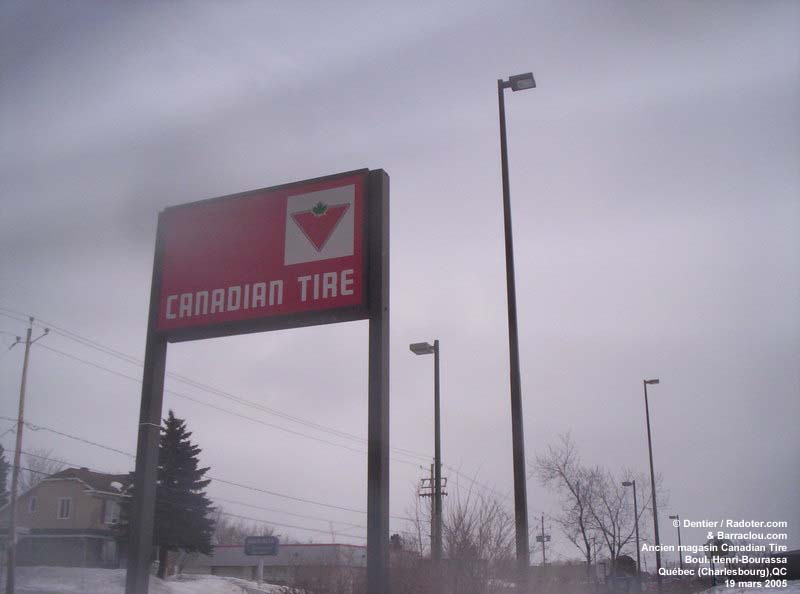 CANADIAN TIRE
© Dentier / Radoter.com
& Barraclou.com
Ancien magasin Canadian Tire
Boul. Henri-Bourassa
Québec (Charlesbourg),QC
19 mars 2005